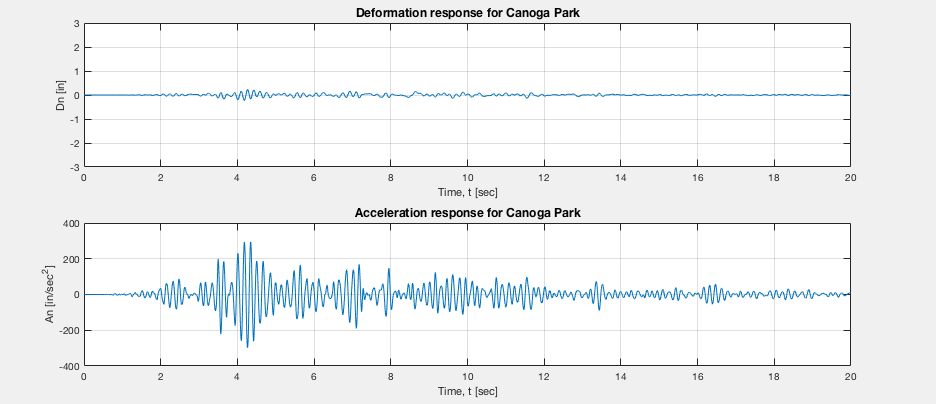 Deformation response for Canoga Park
Dn [in]
3
2
1
0
-1
-2
-3
0 2 4 6 8 10 12 14 16 18 20
Time, t [sec]
Acceleration response for Canoga Park
An [in/sec²]
400
200
0
-200
-400
0 2 4 6 8 10 12 14 16 18 20
Time, t [sec]